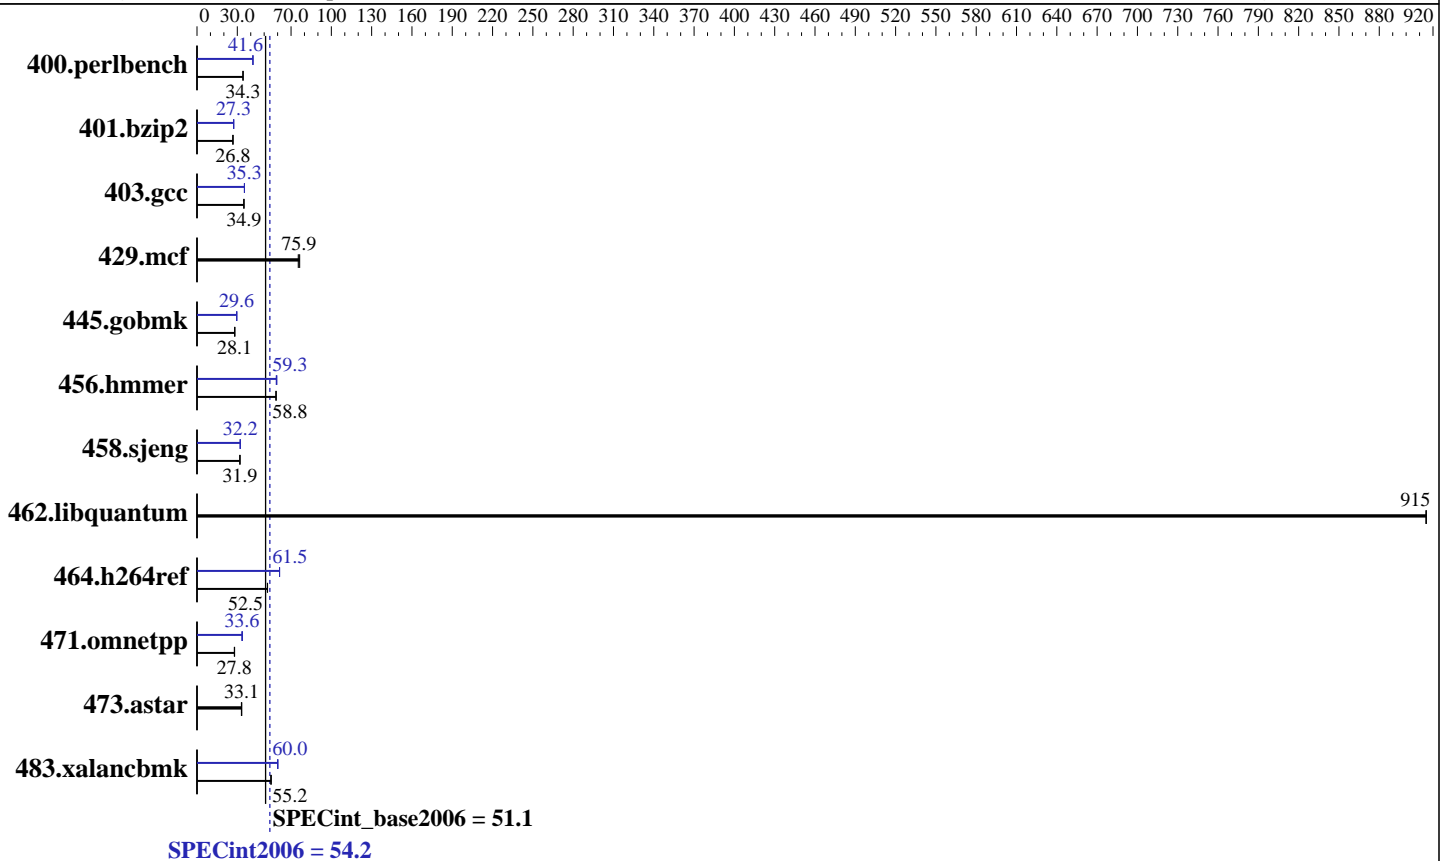 0 30.0 70.0 100 130 160 190 220 250 280 310 340 370 400 430 460 490 520 550 580 610 640 670 700 730 760 790 820 850 880 920
41.6
400.perlbench
34.3
27.3
401.bzip2
26.8
35.3
403.gcc
34.9
75.9
429.mcf
29.6
445.gobmk
28.1
59.3
456.hmmer
58.8
32.2
458.sjeng
31.9
915
462.libquantum
61.5
464.h264ref
52.5
33.6
471.omnetpp
27.8
33.1
473.astar
60.0
483.xalancbmk
55.2
SPECint_base2006 = 51.1
SPECint2006 = 54.2